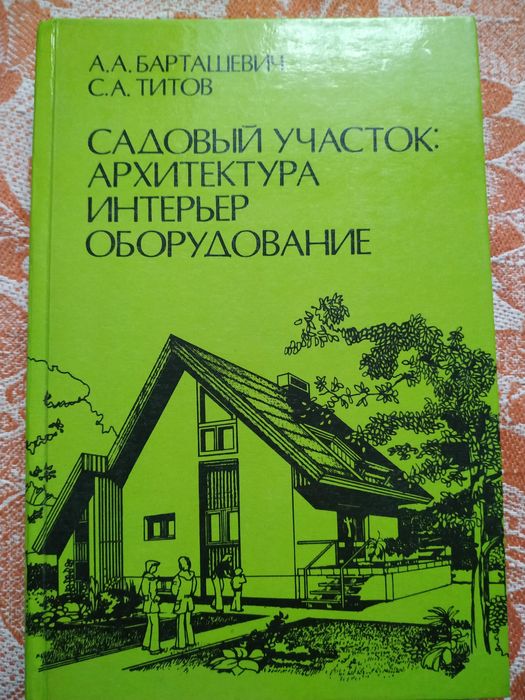 А.А. БАРТАШЕВИЧ
С.А. ТИТОВ
САДОВЫЙ УЧАСТОК:
АРХИТЕКТУРА
ИНТЕРЬЕР
ОБОРУДОВАНИЕ